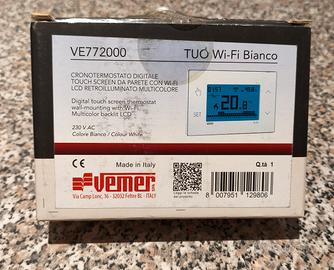 VE772000
TUO Wi-Fi Bianco
CRONOTERMOSTATO DIGITALE
TOUCH SCREEN DA PARETE CON WI-FI
LCD RETROILLUMINATO MULTICOLORE
Digital touch screen thermostat
wall-mounting with Wi-Fi
Multicolor backlit LCD
230 V AC
Colore Bianco / Colour White
SET
20.8
CE
Made in Italy
Q.tà 1
Vemer
Via Camp Lonc, 16 - 32032 Feltre BL - ITALY
8 007951 129806